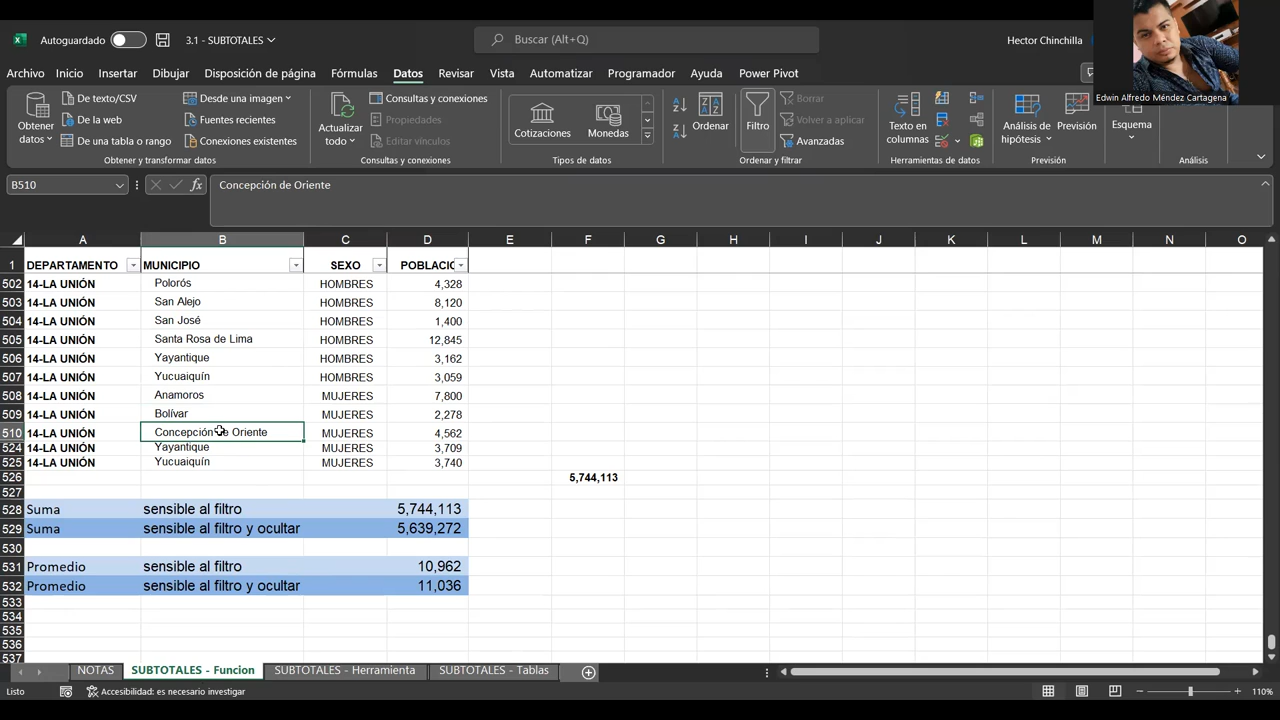 Autoguardado
3.1 - SUBTOTALES
Buscar (Alt+Q)
Hector Chinchilla
Edwin Alfredo Méndez Cartagena
Archivo Inicio Insertar Dibujar Disposición de página Fórmulas Datos Revisar Vista Automatizar Programador Ayuda Power Pivot
Obtener datos
De texto/CSV
De la web
De una tabla o rango
Desde una imagen
Fuentes recientes
Conexiones existentes
Obtener y transformar datos
Actualizar todo
Consultas y conexiones
Propiedades
Editar vínculos
Consultas y conexiones
Cotizaciones Monedas
Tipos de datos
Ordenar
Filtro
Borrar
Volver a aplicar
Avanzadas
Ordenar y filtrar
Texto en columnas
Herramientas de datos
Análisis de hipótesis
Previsión
Previsión
Esquema
Análisis
B510 fx Concepción de Oriente
A B C D E F G H I J K L M N O
1 DEPARTAMENTO MUNICIPIO SEXO POBLACIO
502 14-LA UNIÓN Polorós HOMBRES 4,328
503 14-LA UNIÓN San Alejo HOMBRES 8,120
504 14-LA UNIÓN San José HOMBRES 1,400
505 14-LA UNIÓN Santa Rosa de Lima HOMBRES 12,845
506 14-LA UNIÓN Yayantique HOMBRES 3,162
507 14-LA UNIÓN Yucuaiquín HOMBRES 3,059
508 14-LA UNIÓN Anamoros MUJERES 7,800
509 14-LA UNIÓN Bolívar MUJERES 2,278
510 14-LA UNIÓN Concepción de Oriente MUJERES 4,562
524 14-LA UNIÓN Yayantique MUJERES 3,709
525 14-LA UNIÓN Yucuaiquín MUJERES 3,740
526 5,744,113
527
528 Suma sensible al filtro 5,744,113
529 Suma sensible al filtro y ocultar 5,639,272
530
531 Promedio sensible al filtro 10,962
532 Promedio sensible al filtro y ocultar 11,036
533
534
535
536
537
NOTAS SUBTOTALES - Funcion SUBTOTALES - Herramienta SUBTOTALES - Tablas
Listo Accesibilidad: es necesario investigar 110%